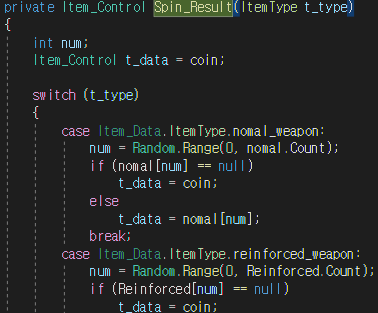 private Item_Control Spin_Result(ItemType t_type)
{
int num;
Item_Control t_data = coin;
switch (t_type)
{
case Item_Data.ItemType.nomal_weapon:
num = Random.Range(0, nomal.Count);
if (nomal[num] == null)
t_data = coin;
else
t_data = nomal[num];
break;
case Item_Data.ItemType.reinforced_weapon:
num = Random.Range(0, Reinforced.Count);
if (Reinforced[num] == null)
t_data = coin;